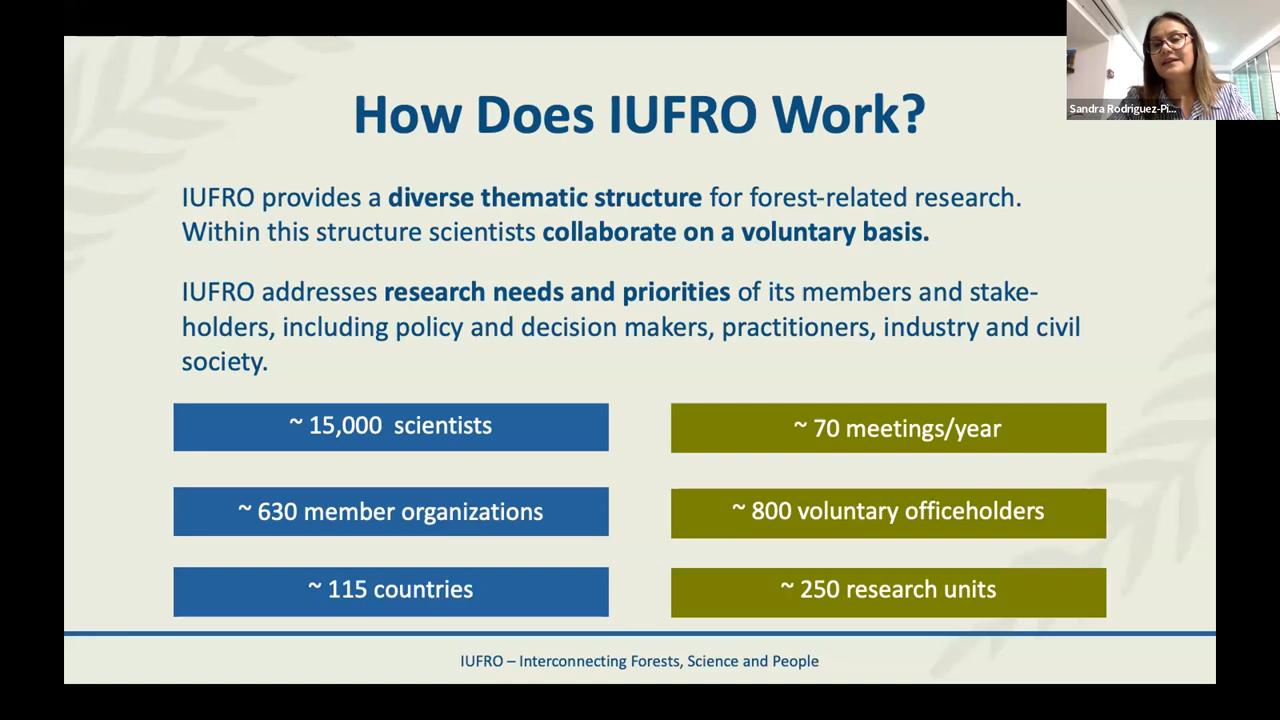 How Does IUFRO Work?
Sandra Rodriguez-Pi...
IUFRO provides a diverse thematic structure for forest-related research.
Within this structure scientists collaborate on a voluntary basis.
IUFRO addresses research needs and priorities of its members and stake-
holders, including policy and decision makers, practitioners, industry and civil
society.
~ 15,000 scientists
~ 70 meetings/year
~ 630 member organizations
~ 800 voluntary officeholders
~ 115 countries
~ 250 research units
IUFRO – Interconnecting Forests, Science and People